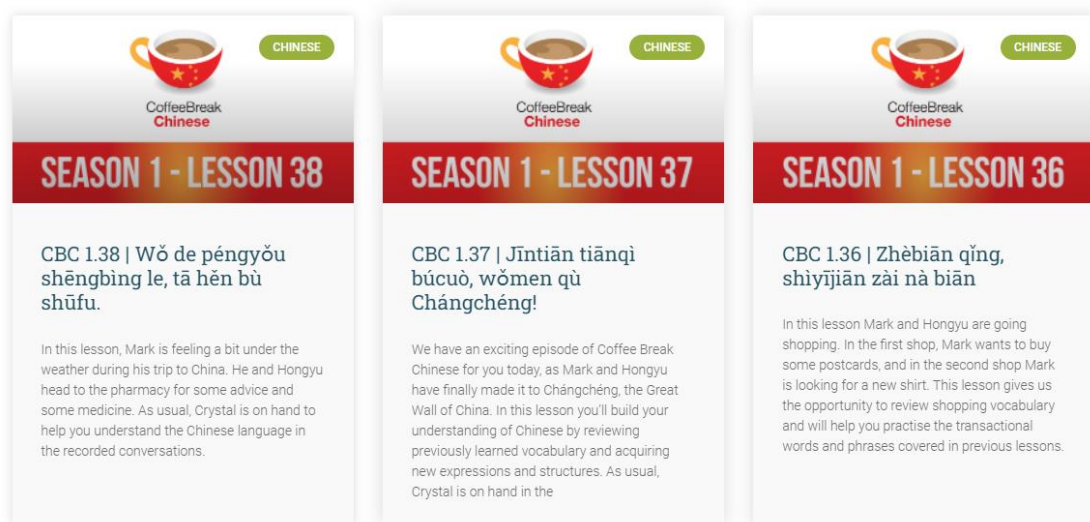 CHINESE
CoffeeBreak
Chinese
SEASON 1 - LESSON 38
CBC 1.38 | Wǒ de péngyǒu
shēngbìng le, tā hěn bù
shūfu.
In this lesson, Mark is feeling a bit under the
weather during his trip to China. He and Hongyu
head to the pharmacy for some advice and
some medicine. As usual, Crystal is on hand to
help you understand the Chinese language in
the recorded conversations.
CHINESE
CoffeeBreak
Chinese
SEASON 1 - LESSON 37
CBC 1.37 | Jīntiān tiānqì
búcuò, wǒmen qù
Chángchéng!
We have an exciting episode of Coffee Break
Chinese for you today, as Mark and Hongyu
have finally made it to Chángchéng, the Great
Wall of China. In this lesson you'll build your
understanding of Chinese by reviewing
previously learned vocabulary and acquiring
new expressions and structures. As usual,
Crystal is on hand in the
CHINESE
CoffeeBreak
Chinese
SEASON 1 - LESSON 36
CBC 1.36 | Zhèbiān qǐng,
shìyījiān zài nà biān
In this lesson Mark and Hongyu are going
shopping. In the first shop, Mark wants to buy
some postcards, and in the second shop Mark
is looking for a new shirt. This lesson gives us
the opportunity to review shopping vocabulary
and will help you practise the transactional
words and phrases covered in previous lessons.